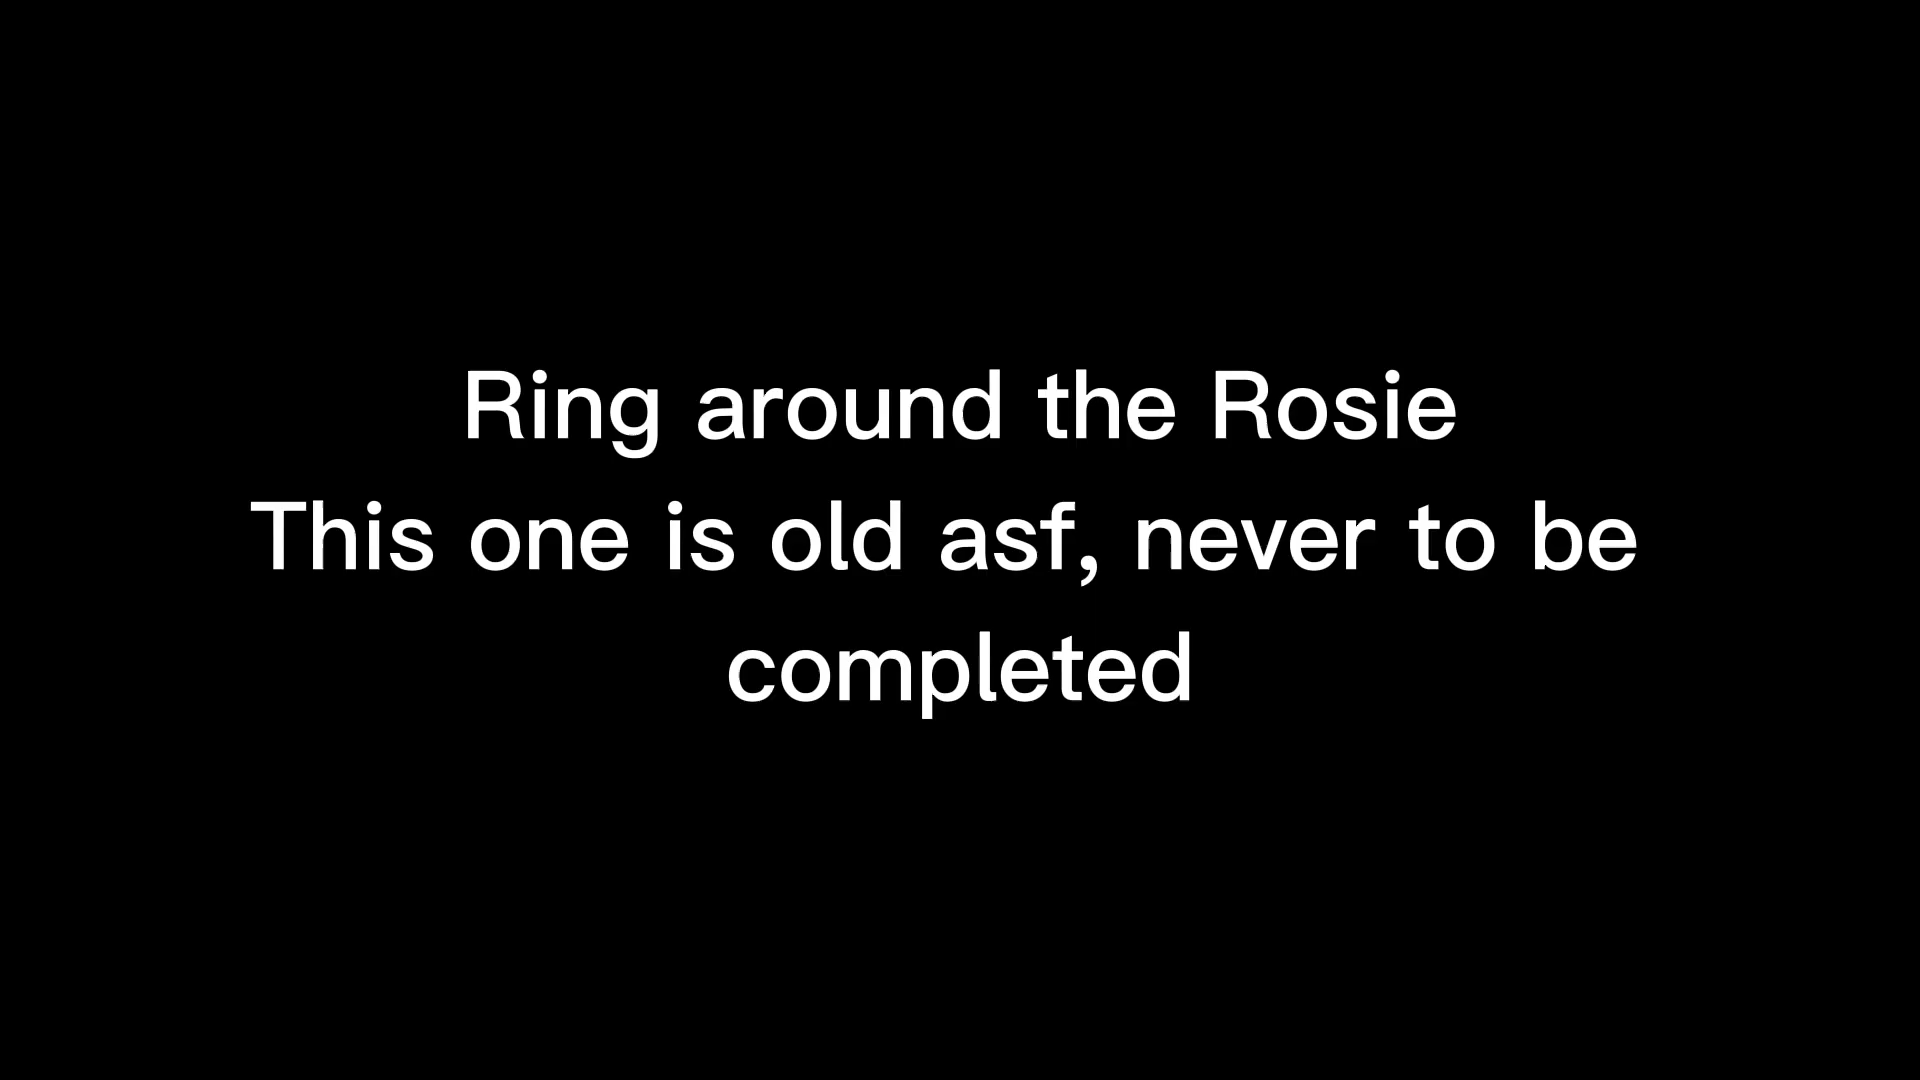 Ring around the Rosie
This one is old asf, never to be
completed